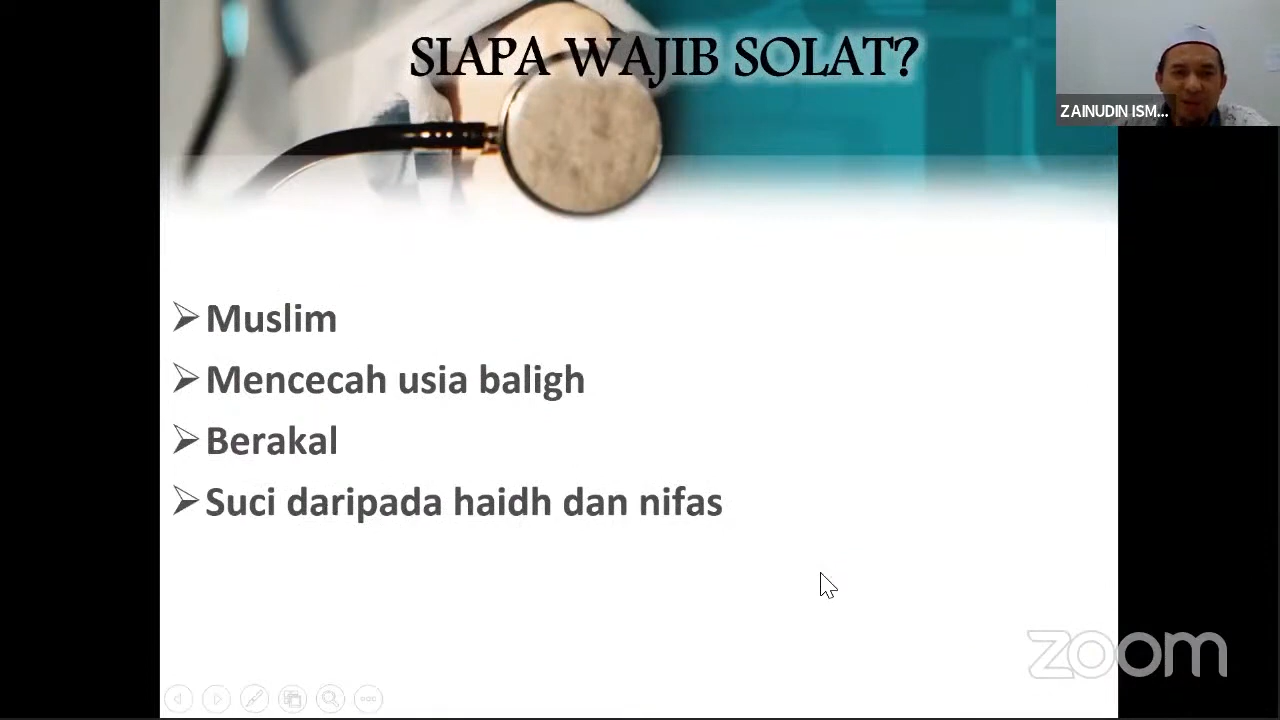 SIAPA WAJIB SOLAT?
ZAINUDIN ISM...
Muslim
Mencecah usia baligh
Berakal
Suci daripada haidh dan nifas
zoom